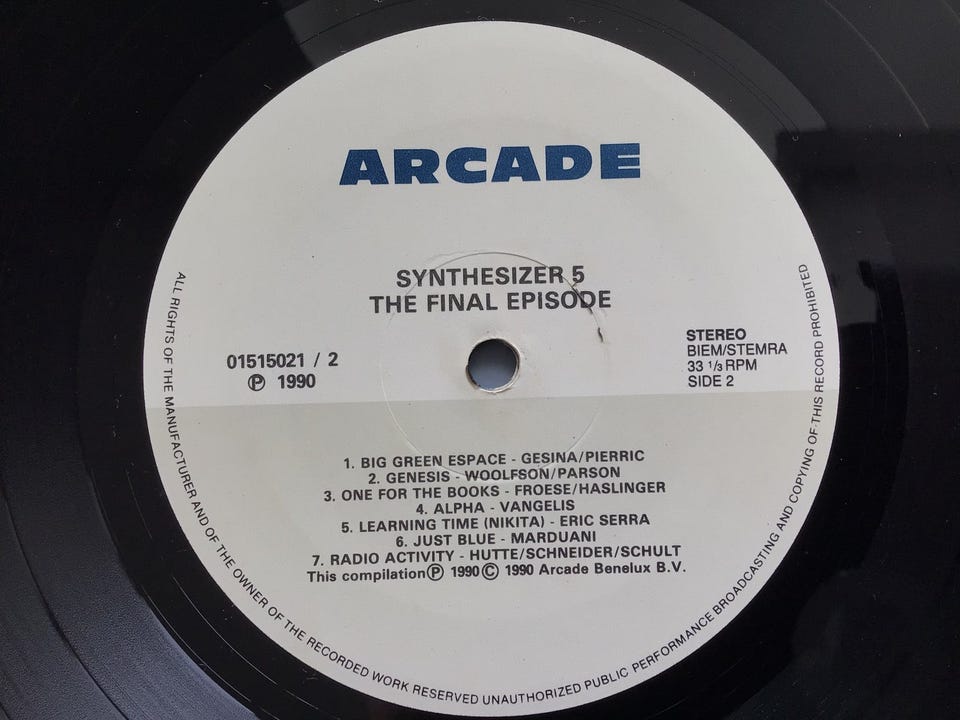 ARCADE
SYNTHESIZER 5
THE FINAL EPISODE
01515021 / 2
Ⓟ 1990
STEREO
BIEM/STEMRA
33 1/3 RPM
SIDE 2
1. BIG GREEN ESPACE - GESINA/PIERRIC
2. GENESIS - WOOLFSON/PARSON
3. ONE FOR THE BOOKS - FROESE/HASLINGER
4. ALPHA - VANGELIS
5. LEARNING TIME (NIKITA) - ERIC SERRA
6. JUST BLUE - MARDUANI
7. RADIO ACTIVITY - HUTTE/SCHNEIDER/SCHULT
This compilation Ⓟ 1990 © 1990 Arcade Benelux B.V.
ALL RIGHTS OF THE MANUFACTURER AND OF THE OWNER OF THE RECORDED WORK RESERVED UNAUTHORIZED PUBLIC PERFORMANCE BROADCASTING AND COPYING OF THIS RECORD PROHIBITED